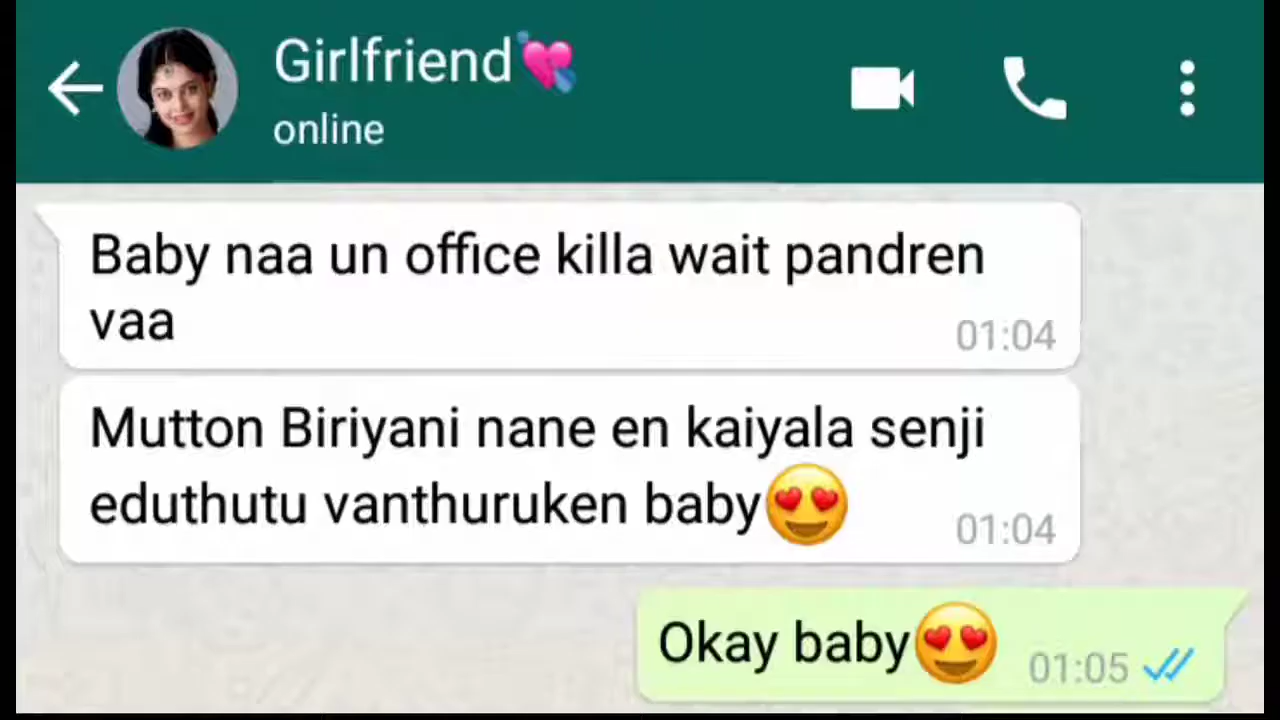 Girlfriend💘
online
Baby naa un office killa wait pandren
vaa
01:04
Mutton Biriyani nane en kaiyala senji
eduthutu vanthuruken baby😍
01:04
Okay baby😍
01:05